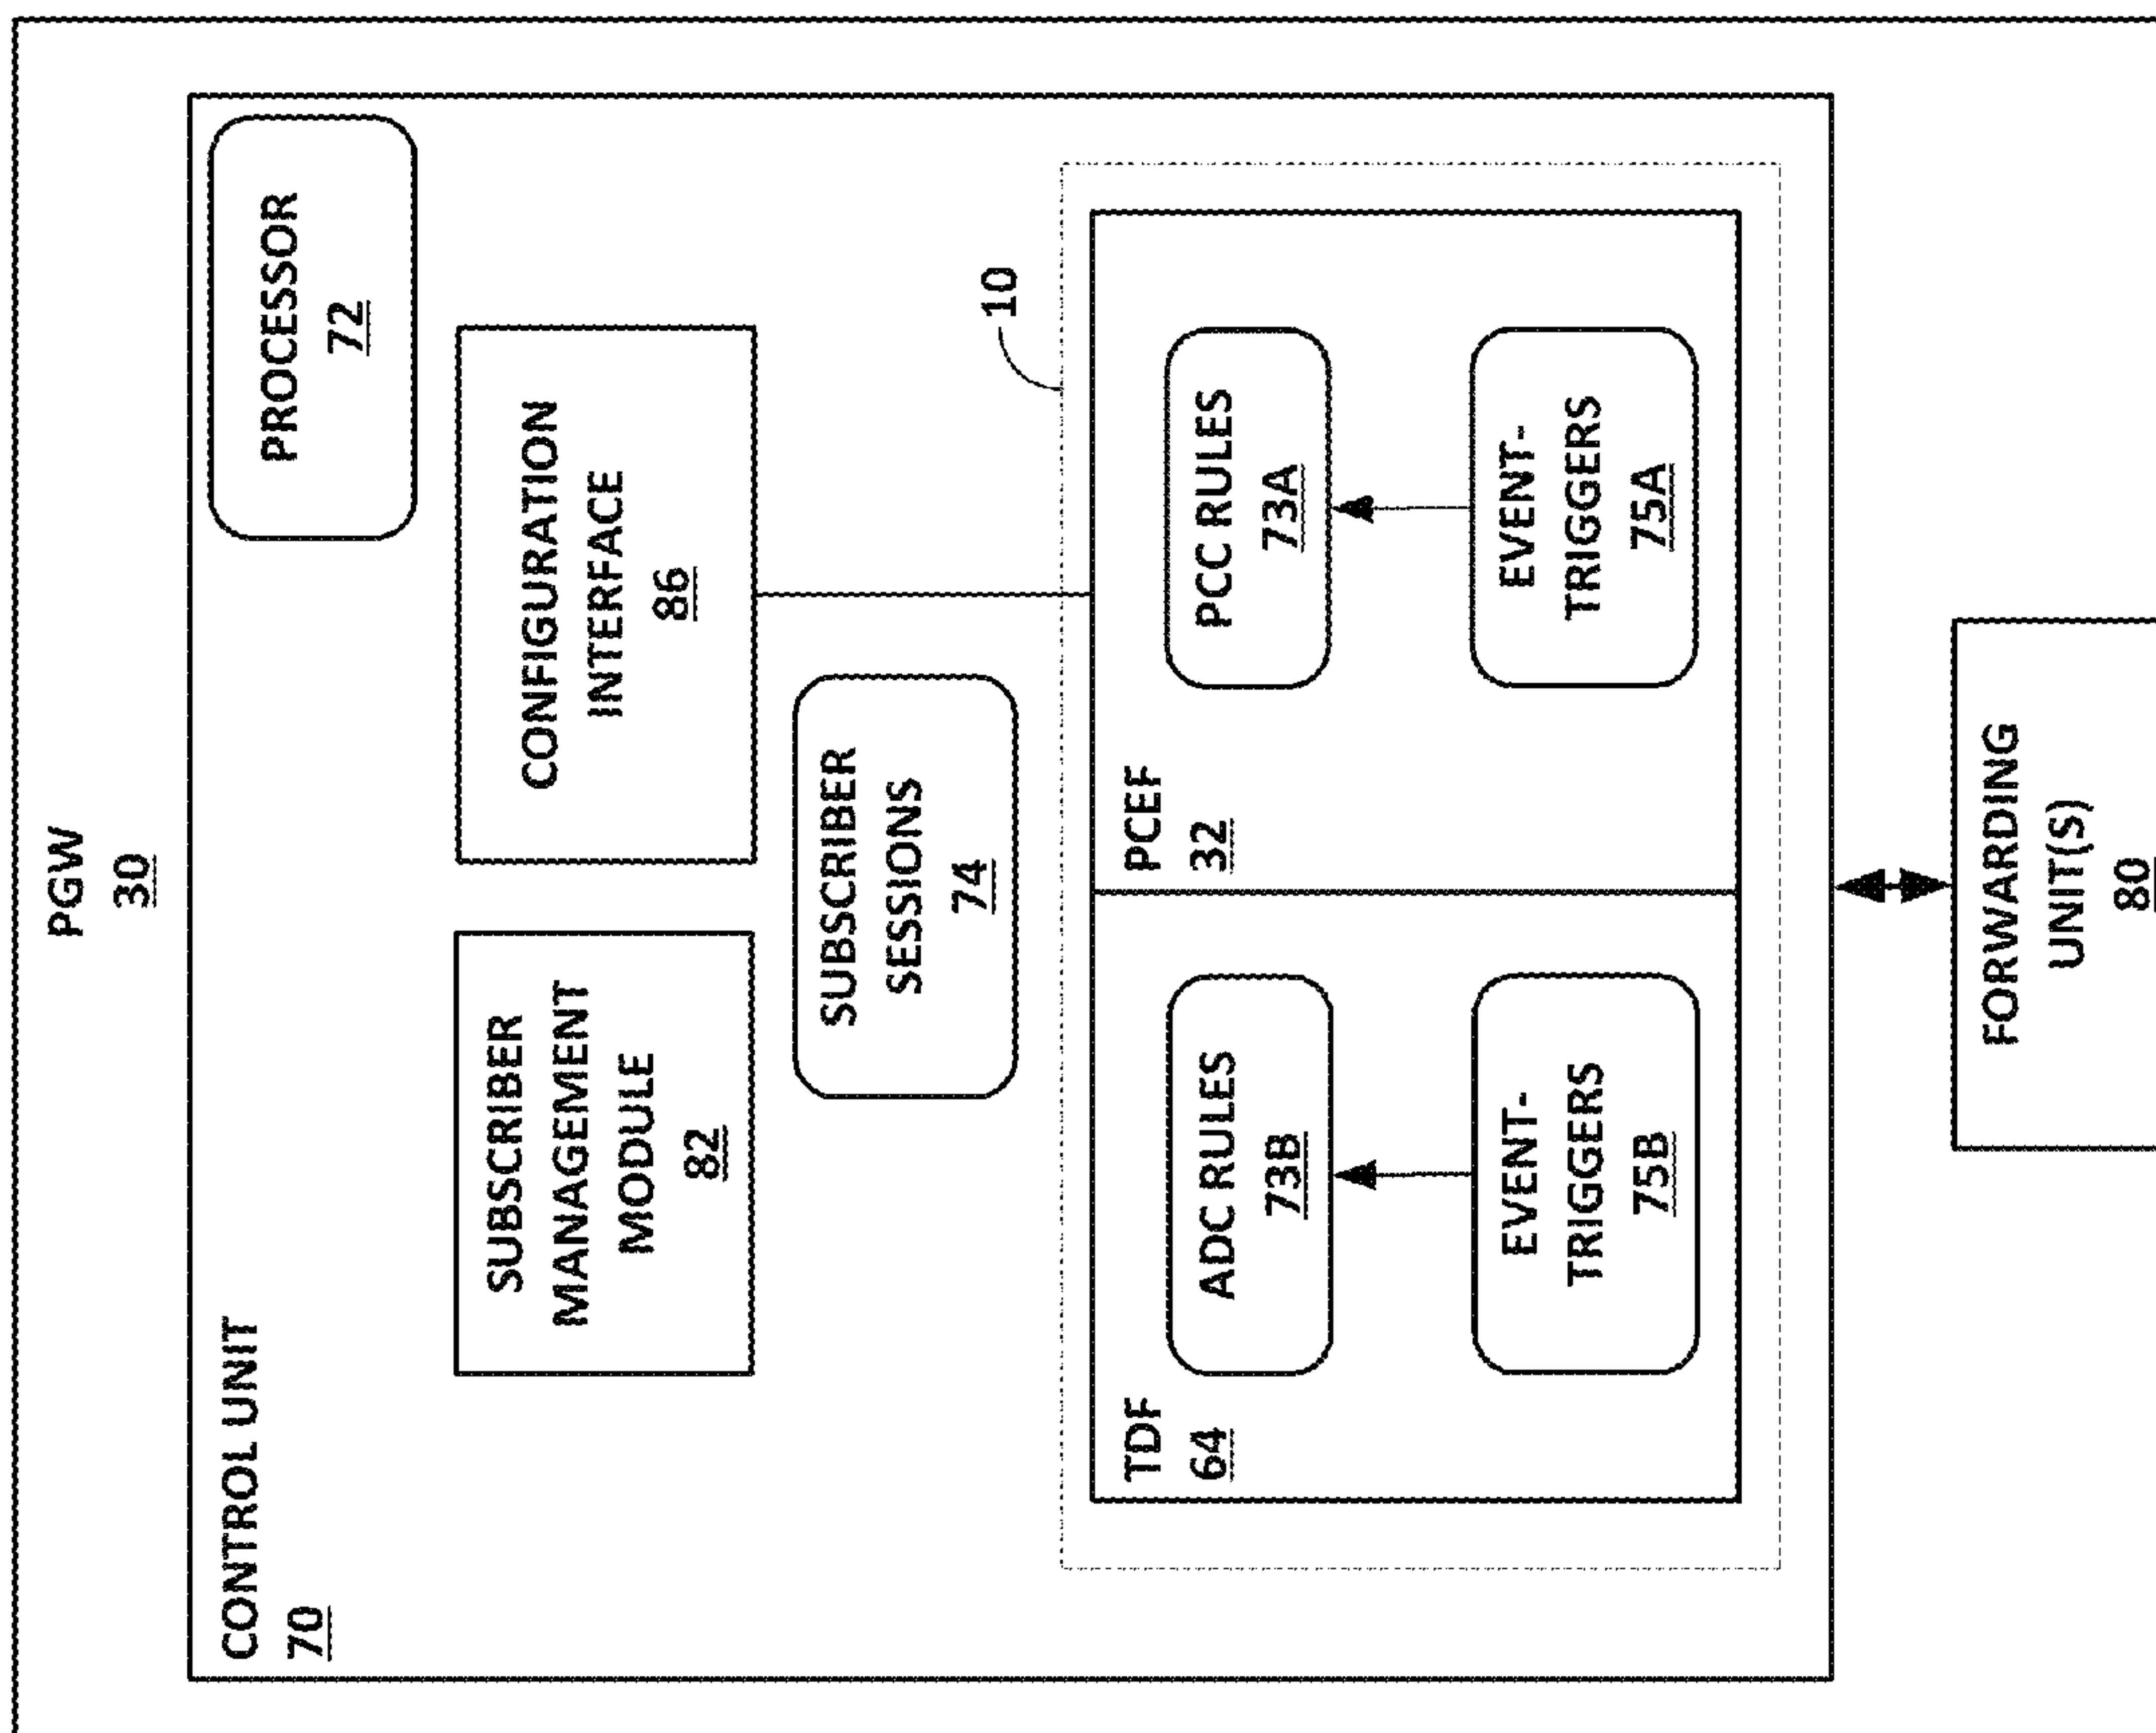 PGW
30
CONTROL UNIT
70
PROCESSOR
72
SUBSCRIBER
MANAGEMENT
MODULE
82
CONFIGURATION
INTERFACE
86
SUBSCRIBER
SESSIONS
74
10
TDF
64
ADC RULES
73B
EVENT-
TRIGGERS
75B
PCEF
32
PCC RULES
73A
EVENT-
TRIGGERS
75A
FORWARDING
UNIT(S)
80